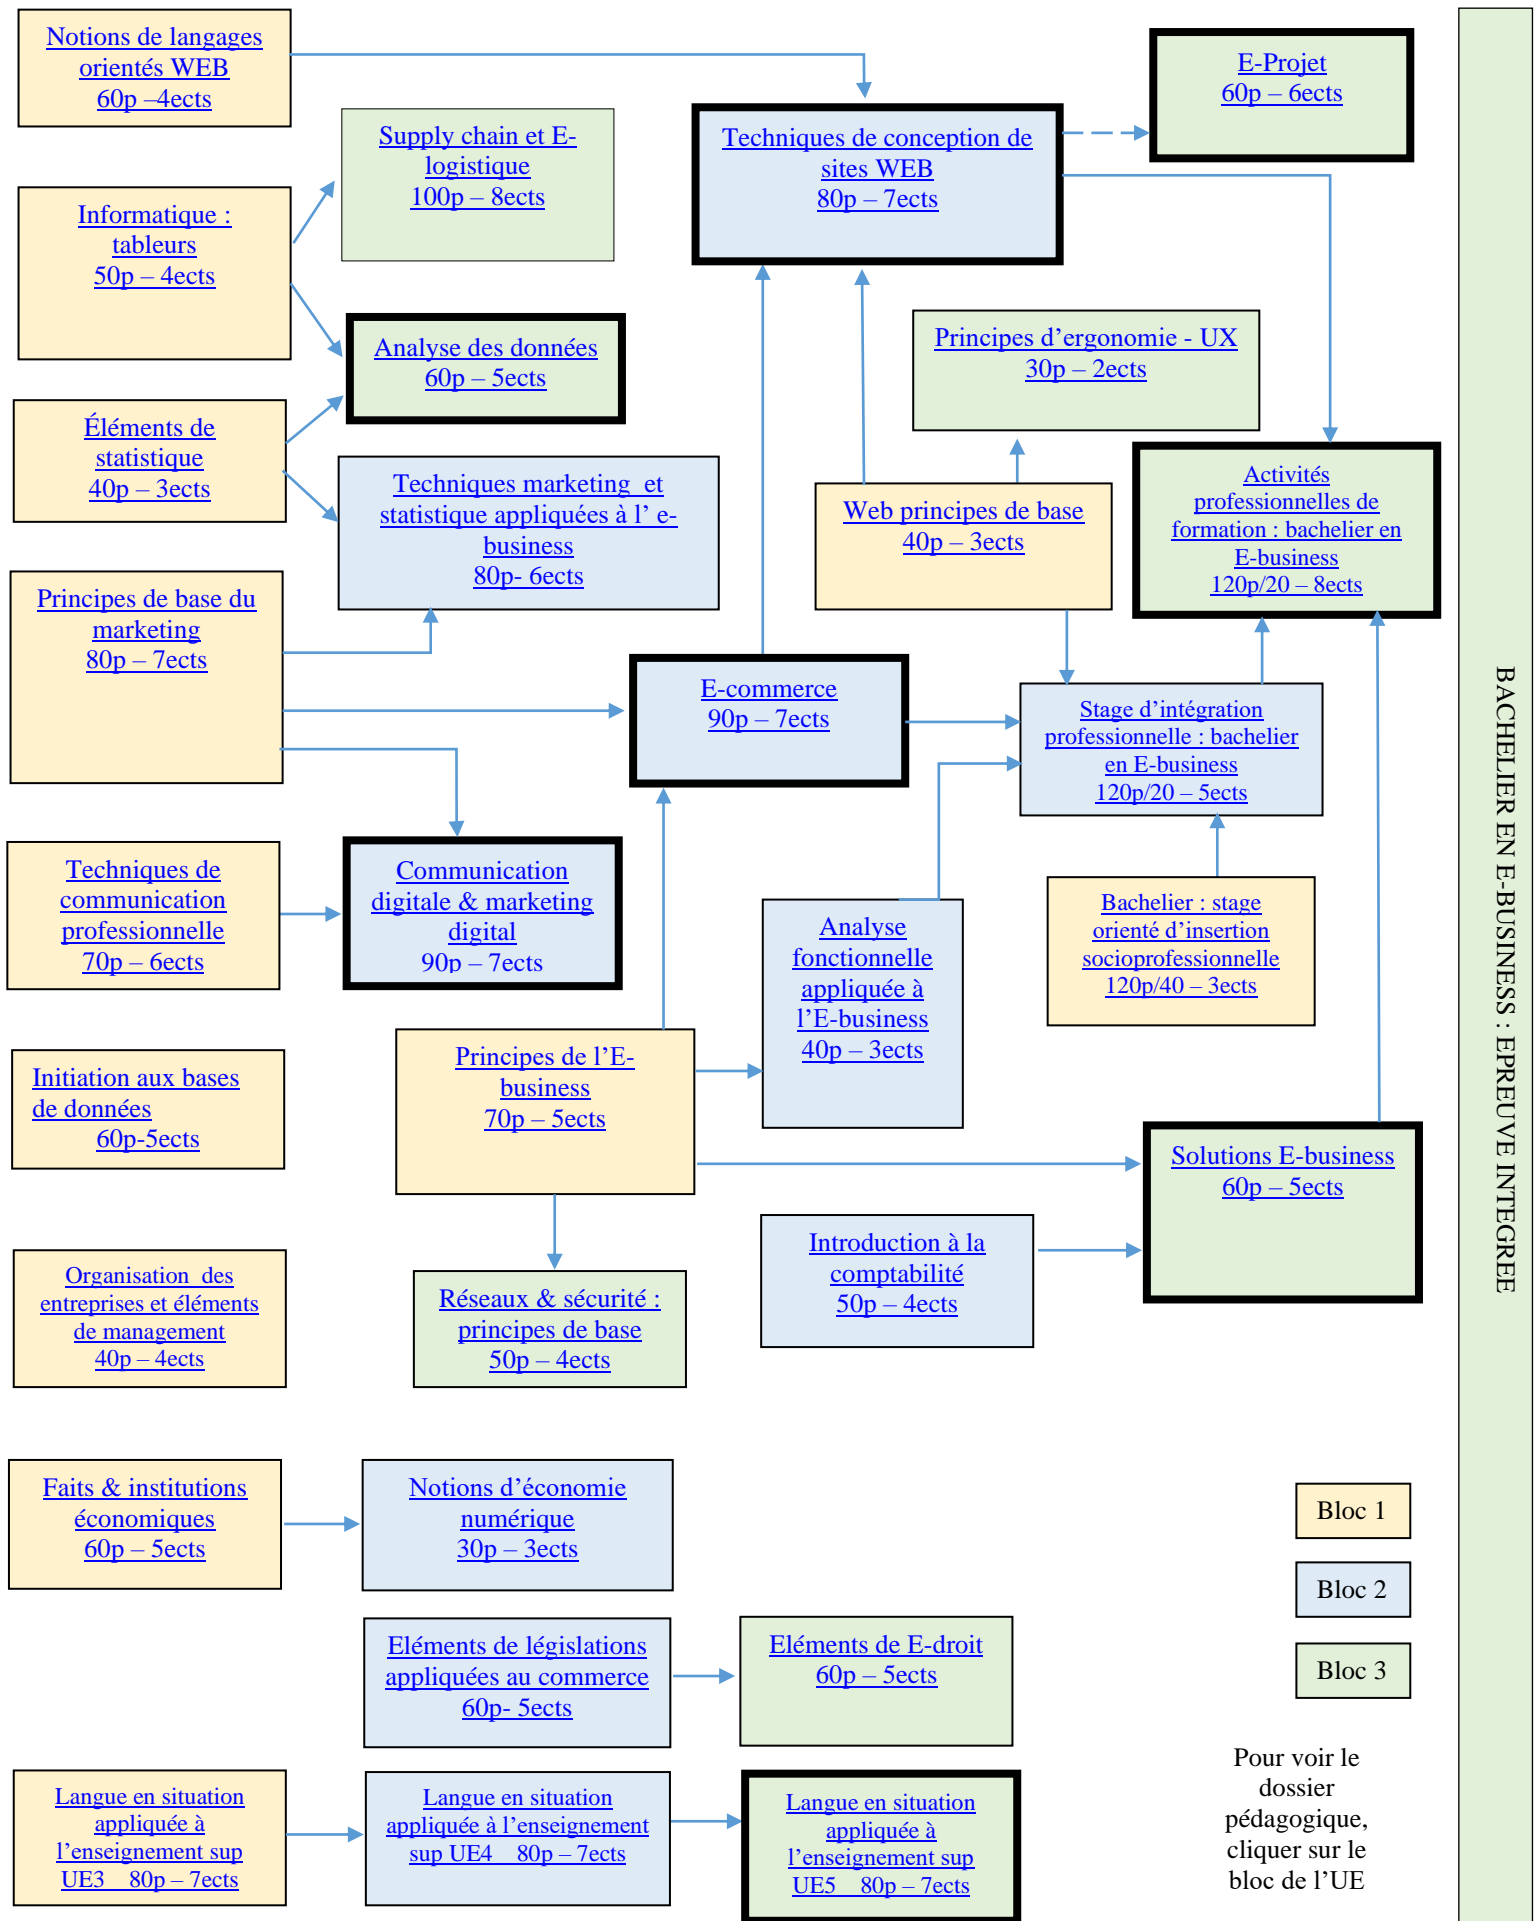 Notions de langages
orientés WEB
60p –4ects
E-Projet
60p – 6ects
Supply chain et E-
logistique
100p – 8ects
Techniques de conception de
sites WEB
80p – 7ects
Informatique :
tableurs
50p – 4ects
Analyse des données
60p – 5ects
Principes d’ergonomie - UX
30p – 2ects
Éléments de
statistique
40p – 3ects
Techniques marketing  et
statistique appliquées à l’ e-
business
80p- 6ects
Web principes de base
40p – 3ects
Activités
professionnelles de
formation : bachelier en
E-business
120p/20 – 8ects
Principes de base du
marketing
80p – 7ects
E-commerce
90p – 7ects
Stage d’intégration
professionnelle : bachelier
en E-business
120p/20 – 5ects
BACHELIER EN E-BUSINESS : EPREUVE INTEGREE
Techniques de
communication
professionnelle
70p – 6ects
Communication
digitale & marketing
digital
90p – 7ects
Analyse
fonctionnelle
appliquée à
l’E-business
40p – 3ects
Bachelier : stage
orienté d’insertion
socioprofessionnelle
120p/40 – 3ects
Initiation aux bases
de données
60p-5ects
Principes de l’E-
business
70p – 5ects
Solutions E-business
60p – 5ects
Organisation  des
entreprises et éléments
de management
40p – 4ects
Réseaux & sécurité :
principes de base
50p – 4ects
Introduction à la
comptabilité
50p – 4ects
Faits & institutions
économiques
60p – 5ects
Notions d’économie
numérique
30p – 3ects
Bloc 1
Bloc 2
Bloc 3
Eléments de législations
appliquées au commerce
60p- 5ects
Eléments de E-droit
60p – 5ects
Langue en situation
appliquée à
l’enseignement sup
UE3    80p – 7ects
Langue en situation
appliquée à l’enseignement
sup UE4    80p – 7ects
Langue en situation
appliquée à
l’enseignement sup
UE5    80p – 7ects
Pour voir le
dossier
pédagogique,
cliquer sur le
bloc de l’UE